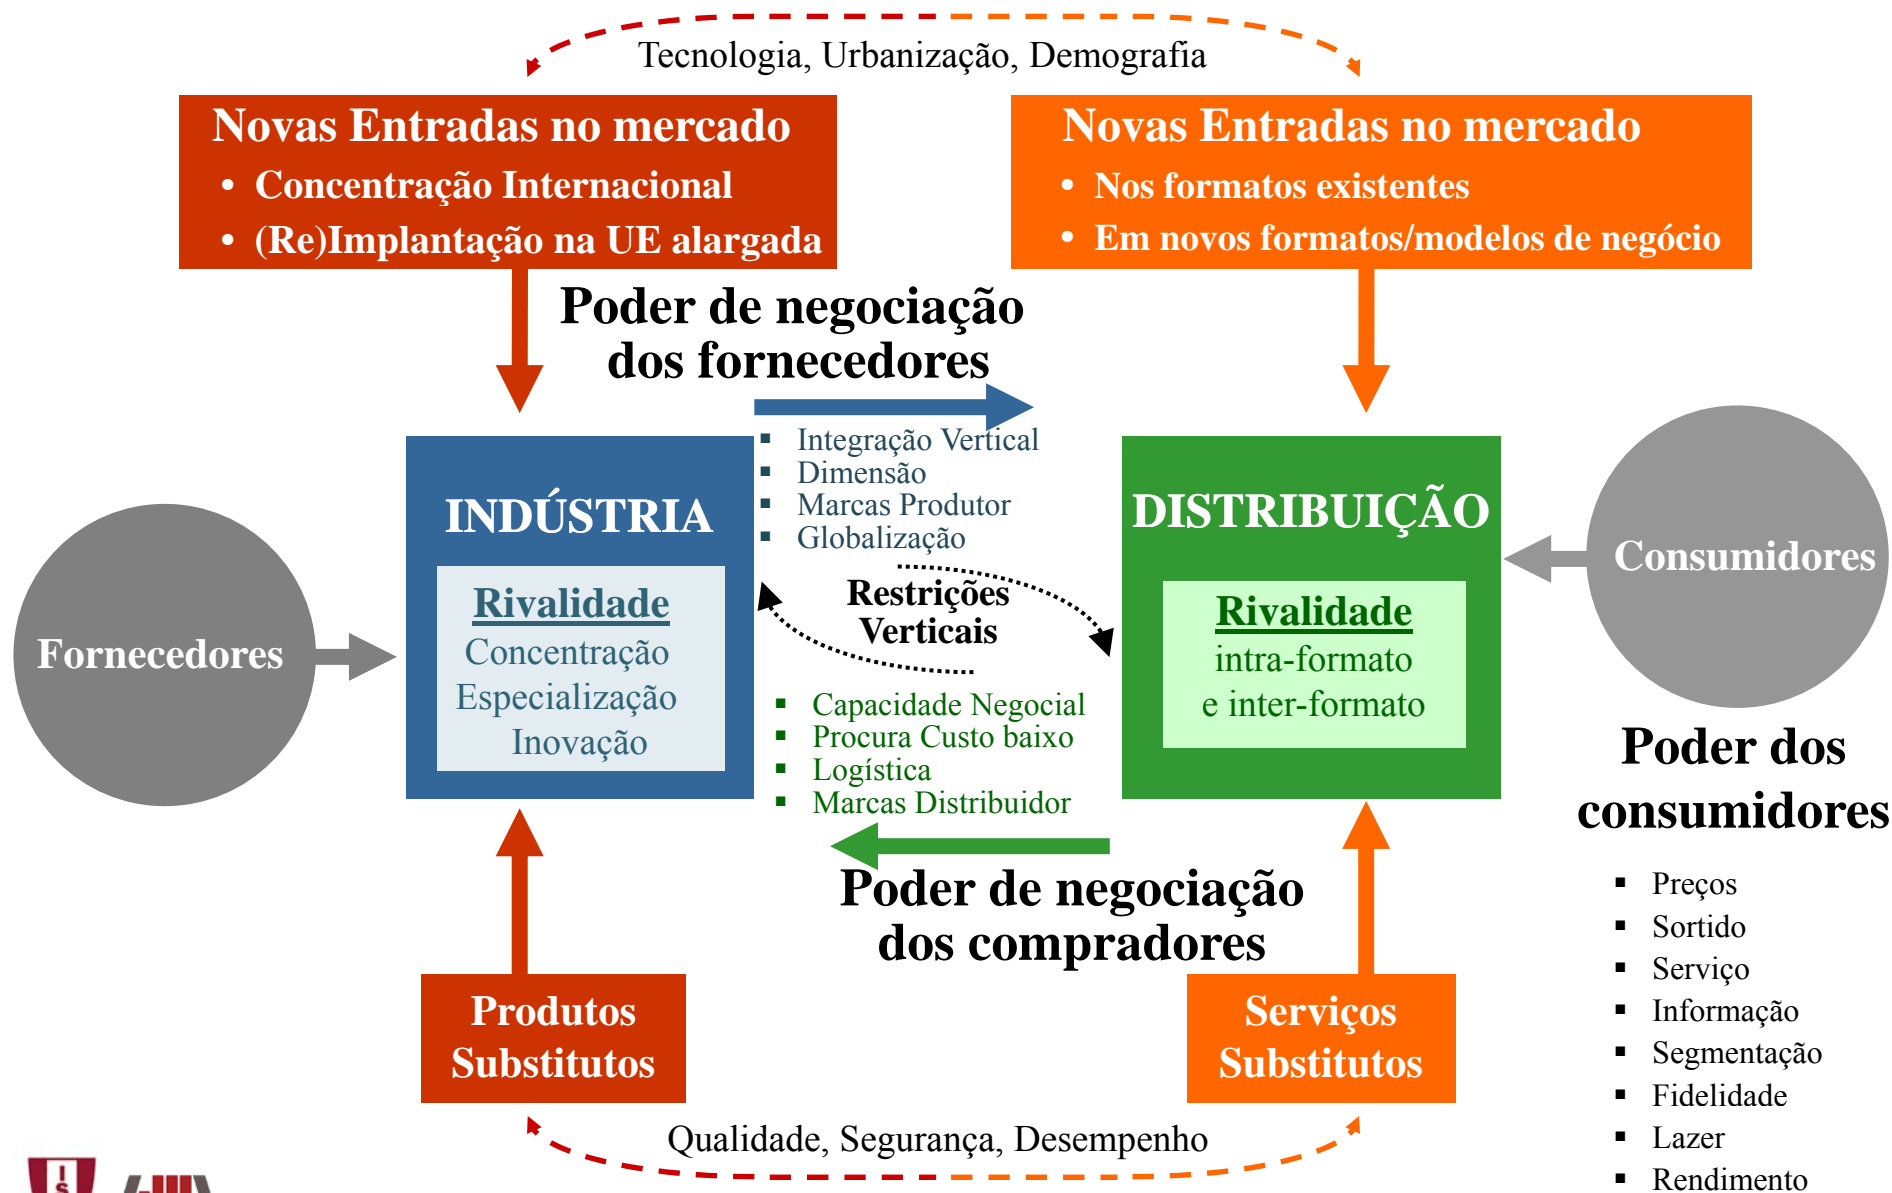 Tecnologia, Urbanização, Demografia
Novas Entradas no mercado
• Concentração Internacional
• (Re)Implantação na UE alargada
Novas Entradas no mercado
• Nos formatos existentes
• Em novos formatos/modelos de negócio
Poder de negociação
dos fornecedores
▪ Integração Vertical
▪ Dimensão
▪ Marcas Produtor
▪ Globalização
Fornecedores
INDÚSTRIA
Rivalidade
Concentração
Especialização
Inovação
Restrições
Verticais
DISTRIBUIÇÃO
Rivalidade
intra-formato
e inter-formato
Consumidores
▪ Capacidade Negocial
▪ Procura Custo baixo
▪ Logística
▪ Marcas Distribuidor
Poder de negociação
dos compradores
Poder dos
consumidores
▪ Preços
▪ Sortido
▪ Serviço
▪ Informação
▪ Segmentação
▪ Fidelidade
▪ Lazer
▪ Rendimento
Produtos
Substitutos
Serviços
Substitutos
Qualidade, Segurança, Desempenho
I
S